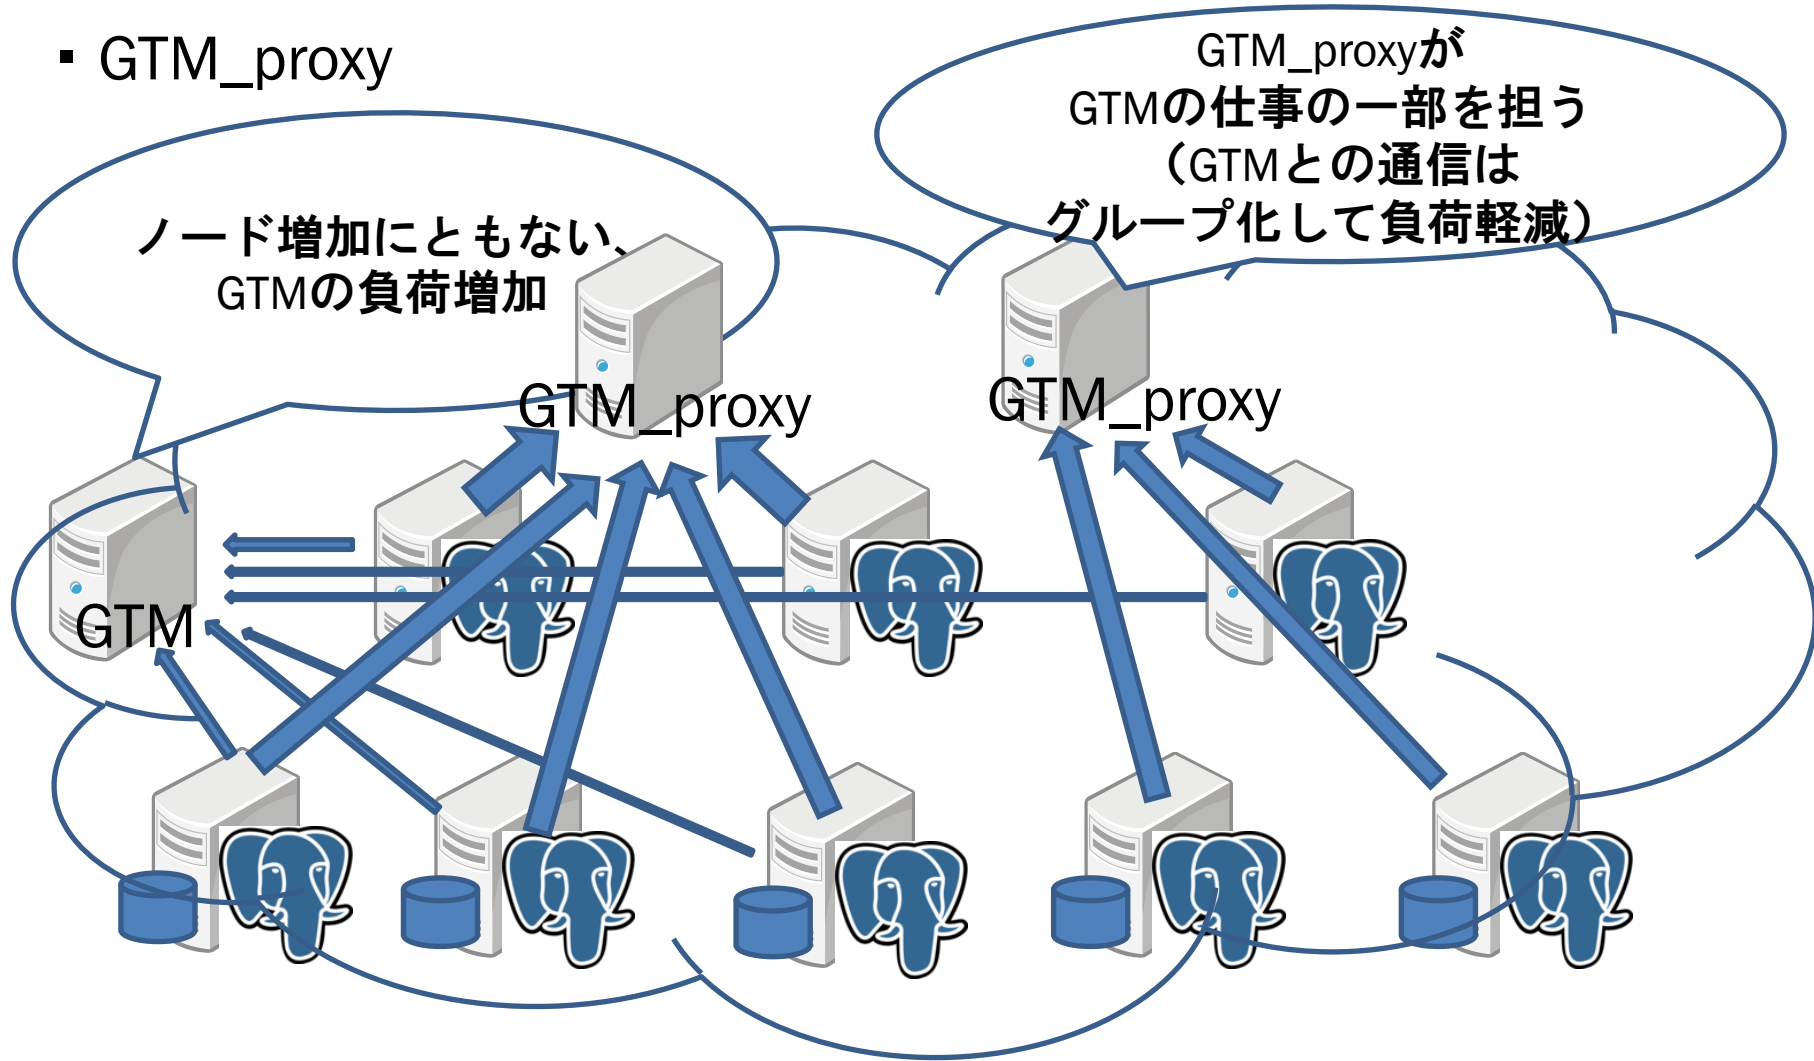 ▪ GTM_proxy
GTM_proxyが
GTMの仕事の一部を担う
（GTMとの通信は
グループ化して負荷軽減）
ノード増加にともない、
GTMの負荷増加
GTM_proxy
GTM_proxy
GTM